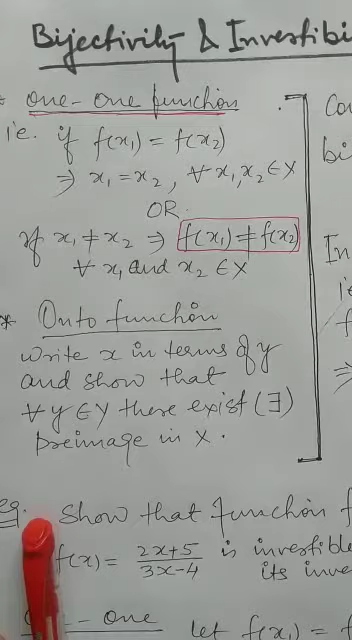 Bijectivity & Investibi
one-one function
i.e. if f(x₁) = f(x₂)
⇒ x₁ = x₂, ∀ x₁, x₂ ∈ X
OR
If x₁ ≠ x₂ ⇒ f(x₁) ≠ f(x₂)
∀ x₁ and x₂ ∈ X
* Onto function
write x in terms of y
and show that
∀ y ∈ Y there exist (∃)
preimage in X.
Co
bi
In
i.e
f
⇒
eg. Show that function f
f(x) = 2x+5/3x-4 is investible
its inve
one let f(x₁) = f